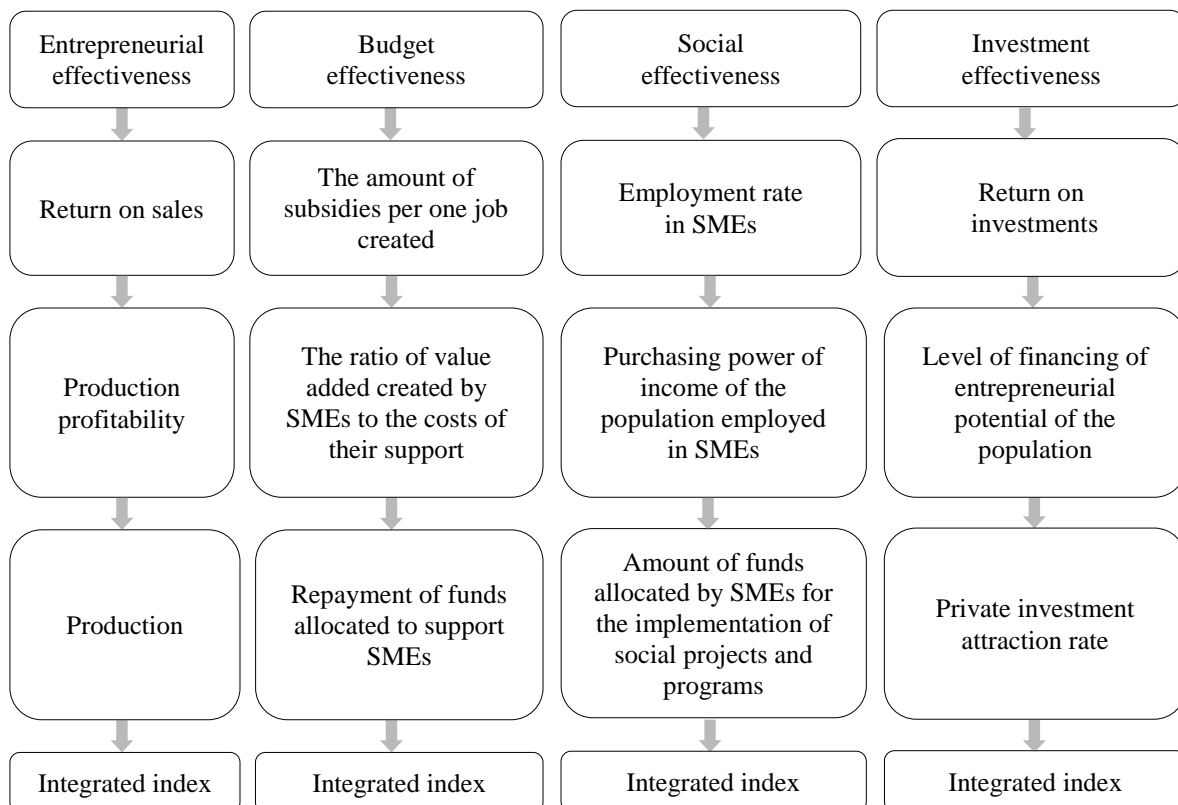 Entrepreneurial
effectiveness
Budget
effectiveness
Social
effectiveness
Investment
effectiveness
Return on sales
The amount of
subsidies per one job
created
Employment rate
in SMEs
Return on
investments
Production
profitability
The ratio of value
added created by
SMEs to the costs of
their support
Purchasing power of
income of the
population employed
in SMEs
Level of financing of
entrepreneurial
potential of the
population
Production
Repayment of funds
allocated to support
SMEs
Amount of funds
allocated by SMEs for
the implementation of
social projects and
programs
Private investment
attraction rate
Integrated index
Integrated index
Integrated index
Integrated index